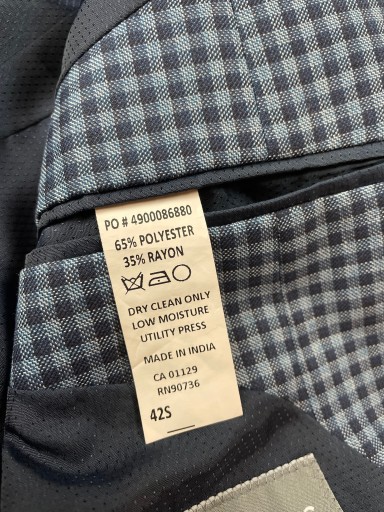 PO # 4900086880
65% POLYESTER
35% RAYON
DRY CLEAN ONLY
LOW MOISTURE
UTILITY PRESS
MADE IN INDIA
CA 01129
RN90736
42S